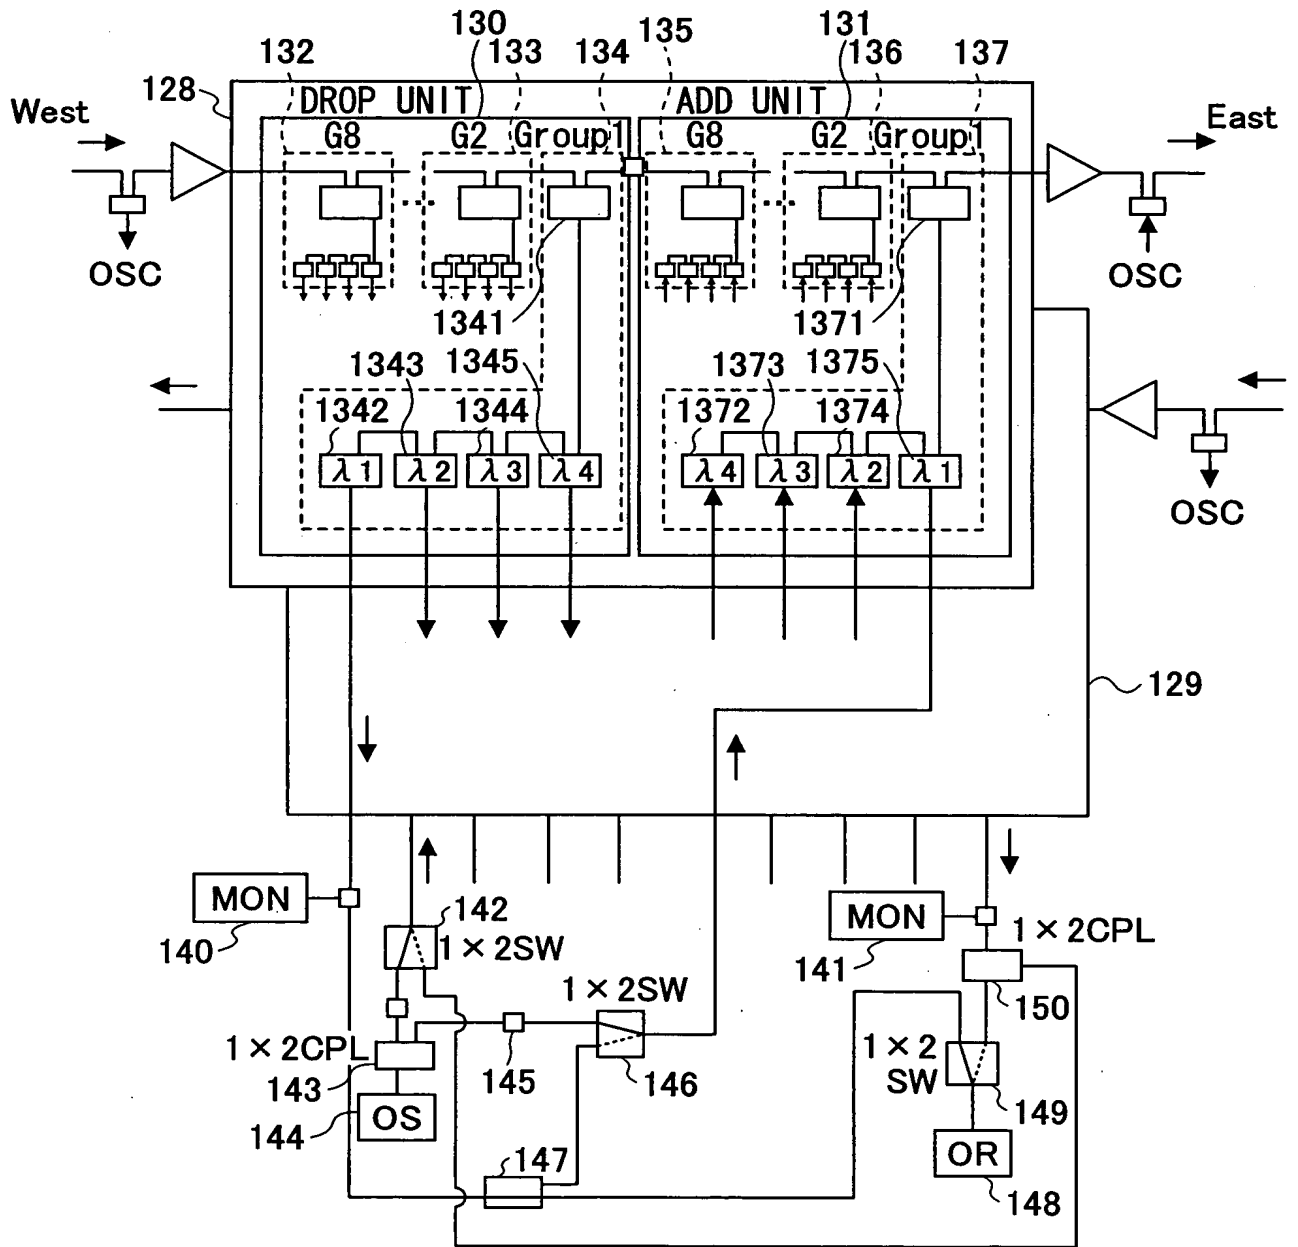 130
131
135
132
133
134
136
137
128
DROP UNIT
ADD UNIT
West
East
G8
G2
Group1
G8
G2
Group1
OSC
OSC
1341
1371
1343
1345
1373
1375
1342
1344
1372
1374
λ1
λ2
λ3
λ4
λ4
λ3
λ2
λ1
OSC
129
MON
142
MON
140
1×2SW
141
1×2CPL
150
1×2SW
1×2CPL
143
145
146
1×2
SW
149
144
OS
147
OR
148